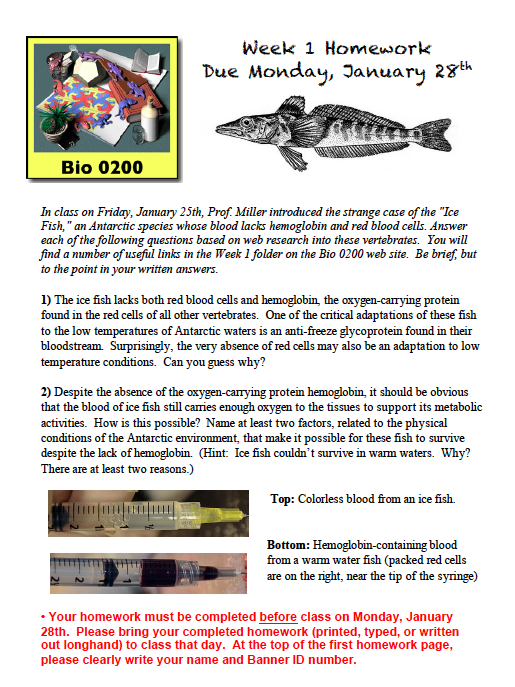 Week 1 Homework
Due Monday, January 28th
Bio 0200
In class on Friday, January 25th, Prof. Miller introduced the strange case of the "Ice
Fish," an Antarctic species whose blood lacks hemoglobin and red blood cells. Answer
each of the following questions based on web research into these vertebrates.  You will
find a number of useful links in the Week 1 folder on the Bio 0200 web site.  Be brief, but
to the point in your written answers.
1) The ice fish lacks both red blood cells and hemoglobin, the oxygen-carrying protein
found in the red cells of all other vertebrates.  One of the critical adaptations of these fish
to the low temperatures of Antarctic waters is an anti-freeze glycoprotein found in their
bloodstream.  Surprisingly, the very absence of red cells may also be an adaptation to low
temperature conditions.  Can you guess why?
2) Despite the absence of the oxygen-carrying protein hemoglobin, it should be obvious
that the blood of ice fish still carries enough oxygen to the tissues to support its metabolic
activities.  How is this possible?  Name at least two factors, related to the physical
conditions of the Antarctic environment, that make it possible for these fish to survive
despite the lack of hemoglobin.  (Hint:  Ice fish couldn't survive in warm waters.  Why?
There are at least two reasons.)
Top: Colorless blood from an ice fish.
Bottom: Hemoglobin-containing blood
from a warm water fish (packed red cells
are on the right, near the tip of the syringe)
• Your homework must be completed before class on Monday, January
28th.  Please bring your completed homework (printed, typed, or written
out longhand) to class that day.  At the top of the first homework page,
please clearly write your name and Banner ID number.